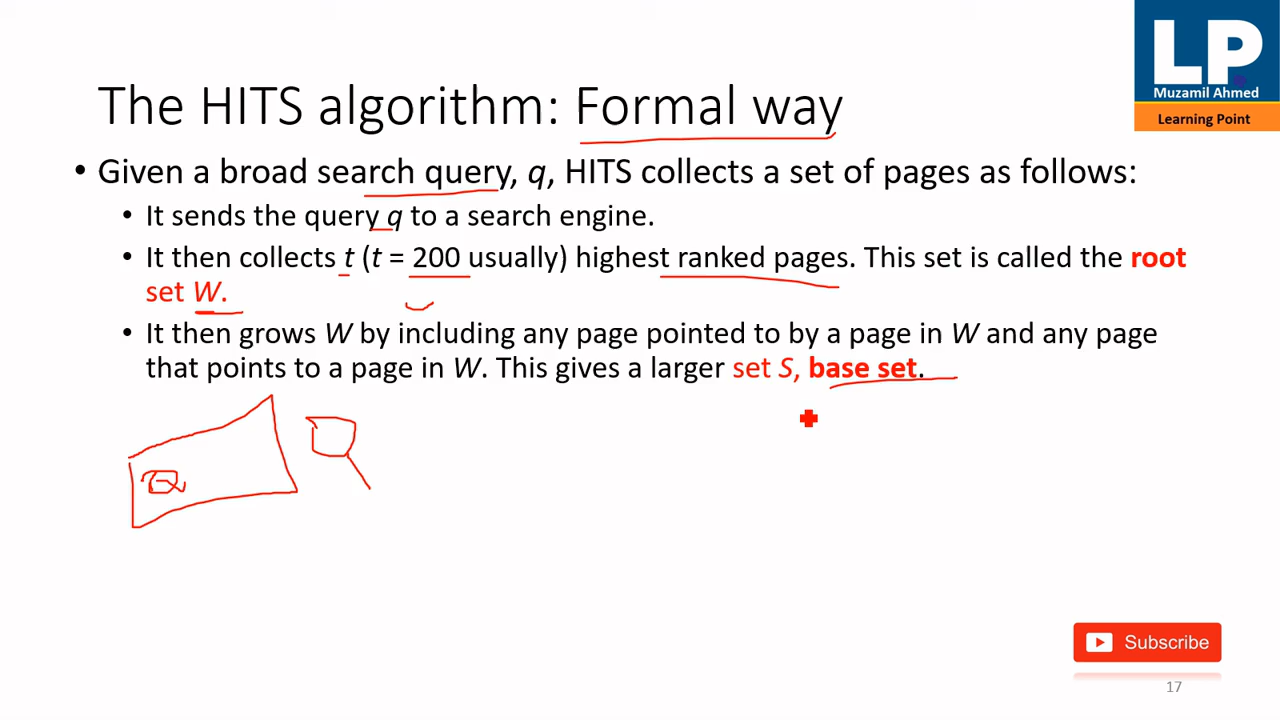 LP
Muzamil Ahmed
Learning Point
The HITS algorithm: Formal way
• Given a broad search query, q, HITS collects a set of pages as follows:
• It sends the query q to a search engine.
• It then collects t (t = 200 usually) highest ranked pages. This set is called the root
set W.
• It then grows W by including any page pointed to by a page in W and any page
that points to a page in W. This gives a larger set S, base set.
Q
Subscribe
17